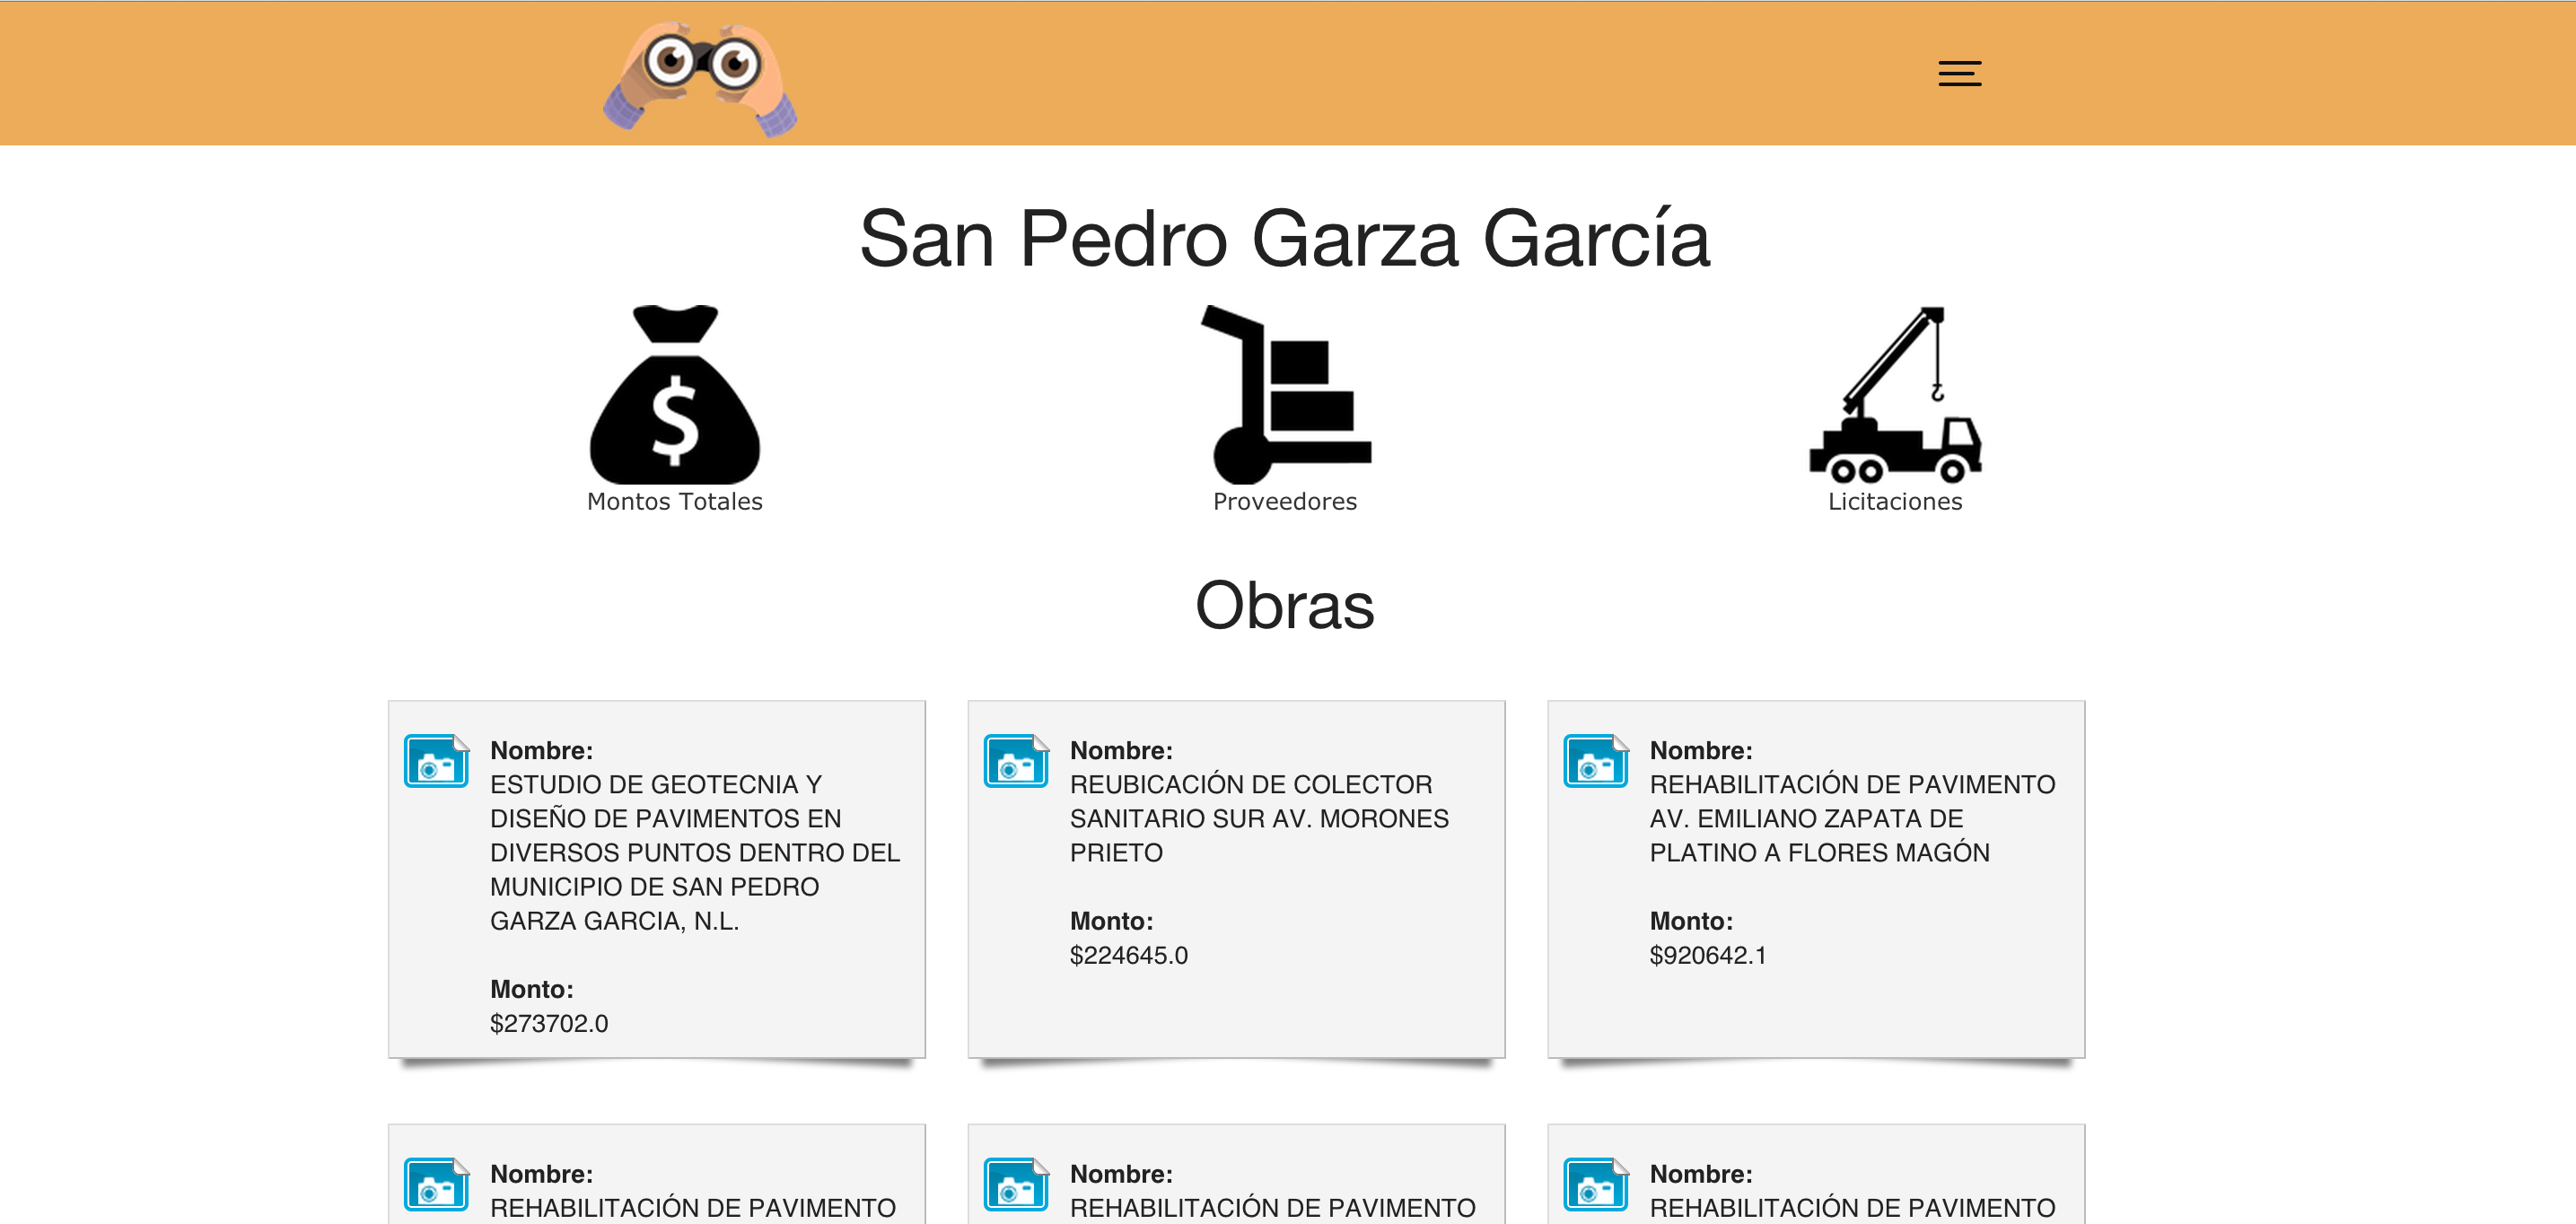 San Pedro Garza García
$
Montos Totales
Proveedores
Licitaciones
Obras
Nombre:
ESTUDIO DE GEOTECNIA Y
DISEÑO DE PAVIMENTOS EN
DIVERSOS PUNTOS DENTRO DEL
MUNICIPIO DE SAN PEDRO
GARZA GARCIA, N.L.
Monto:
$273702.0
Nombre:
REUBICACIÓN DE COLECTOR
SANITARIO SUR AV. MORONES
PRIETO
Monto:
$224645.0
Nombre:
REHABILITACIÓN DE PAVIMENTO
AV. EMILIANO ZAPATA DE
PLATINO A FLORES MAGÓN
Monto:
$920642.1
Nombre:
REHABILITACIÓN DE PAVIMENTO
Nombre:
REHABILITACIÓN DE PAVIMENTO
Nombre:
REHABILITACIÓN DE PAVIMENTO